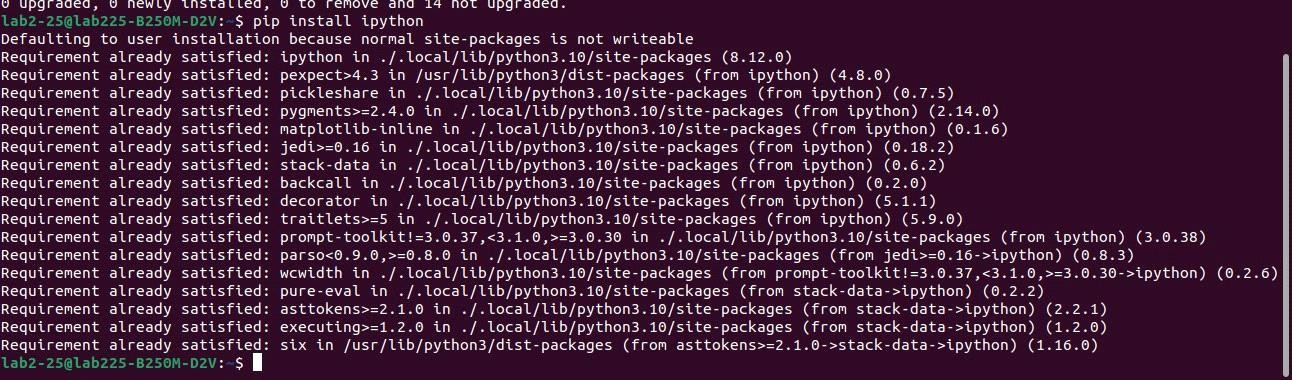 0 upgraded, 0 newly installed, 0 to remove and 14 not upgraded.
lab2-25@lab225-B250M-D2V:~$ pip install ipython
Defaulting to user installation because normal site-packages is not writeable
Requirement already satisfied: ipython in ./.local/lib/python3.10/site-packages (8.12.0)
Requirement already satisfied: pexpect>4.3 in /usr/lib/python3/dist-packages (from ipython) (4.8.0)
Requirement already satisfied: pickleshare in ./.local/lib/python3.10/site-packages (from ipython) (0.7.5)
Requirement already satisfied: pygments>=2.4.0 in ./.local/lib/python3.10/site-packages (from ipython) (2.14.0)
Requirement already satisfied: matplotlib-inline in ./.local/lib/python3.10/site-packages (from ipython) (0.1.6)
Requirement already satisfied: jedi>=0.16 in ./.local/lib/python3.10/site-packages (from ipython) (0.18.2)
Requirement already satisfied: stack-data in ./.local/lib/python3.10/site-packages (from ipython) (0.6.2)
Requirement already satisfied: backcall in ./.local/lib/python3.10/site-packages (from ipython) (0.2.0)
Requirement already satisfied: decorator in ./.local/lib/python3.10/site-packages (from ipython) (5.1.1)
Requirement already satisfied: traitlets>=5 in ./.local/lib/python3.10/site-packages (from ipython) (5.9.0)
Requirement already satisfied: prompt-toolkit!=3.0.37,<3.1.0,>=3.0.30 in ./.local/lib/python3.10/site-packages (from ipython) (3.0.38)
Requirement already satisfied: parso<0.9.0,>=0.8.0 in ./.local/lib/python3.10/site-packages (from jedi>=0.16->ipython) (0.8.3)
Requirement already satisfied: wcwidth in ./.local/lib/python3.10/site-packages (from prompt-toolkit!=3.0.37,<3.1.0,>=3.0.30->ipython) (0.2.6)
Requirement already satisfied: pure-eval in ./.local/lib/python3.10/site-packages (from stack-data->ipython) (0.2.2)
Requirement already satisfied: asttokens>=2.1.0 in ./.local/lib/python3.10/site-packages (from stack-data->ipython) (2.2.1)
Requirement already satisfied: executing>=1.2.0 in ./.local/lib/python3.10/site-packages (from stack-data->ipython) (1.2.0)
Requirement already satisfied: six in /usr/lib/python3/dist-packages (from asttokens>=2.1.0->stack-data->ipython) (1.16.0)
lab2-25@lab225-B250M-D2V:~$